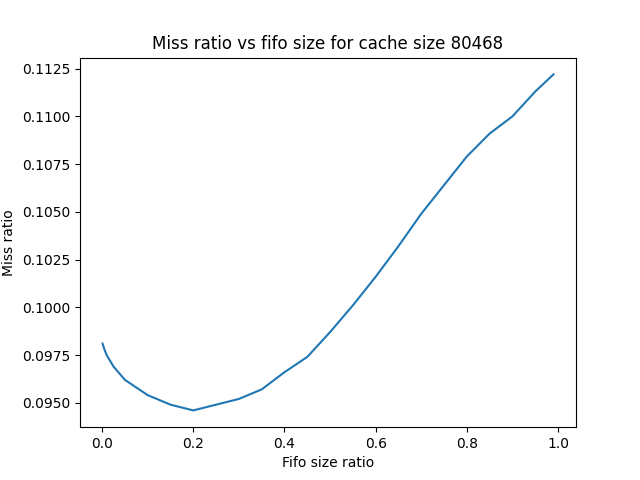 Miss ratio vs fifo size for cache size 80468
0.1125
0.1100
0.1075
0.1050
0.1025
0.1000
0.0975
0.0950
Miss ratio
0.0 0.2 0.4 0.6 0.8 1.0
Fifo size ratio